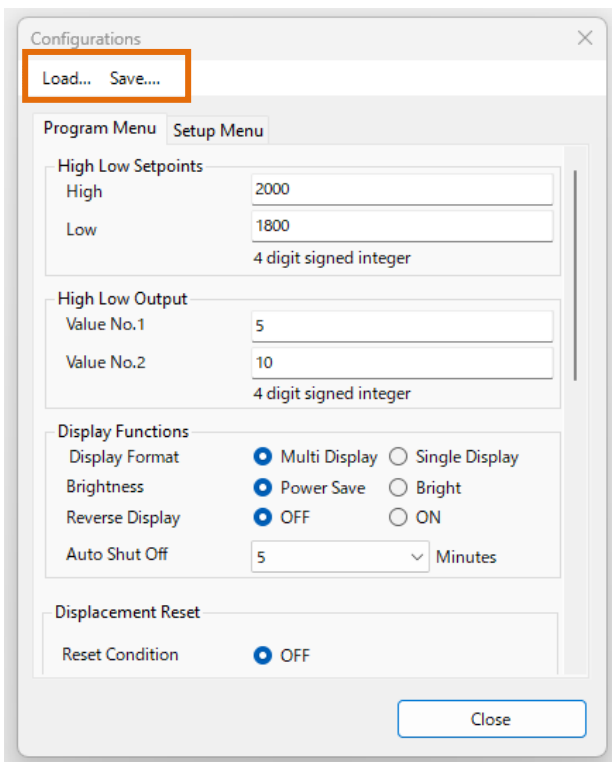 Configurations
Load... Save....
Program Menu Setup Menu
High Low Setpoints
High 2000
Low 1800
4 digit signed integer
High Low Output
Value No.1 5
Value No.2 10
4 digit signed integer
Display Functions
Display Format Multi Display Single Display
Brightness Power Save Bright
Reverse Display OFF ON
Auto Shut Off 5 Minutes
Displacement Reset
Reset Condition OFF
Close